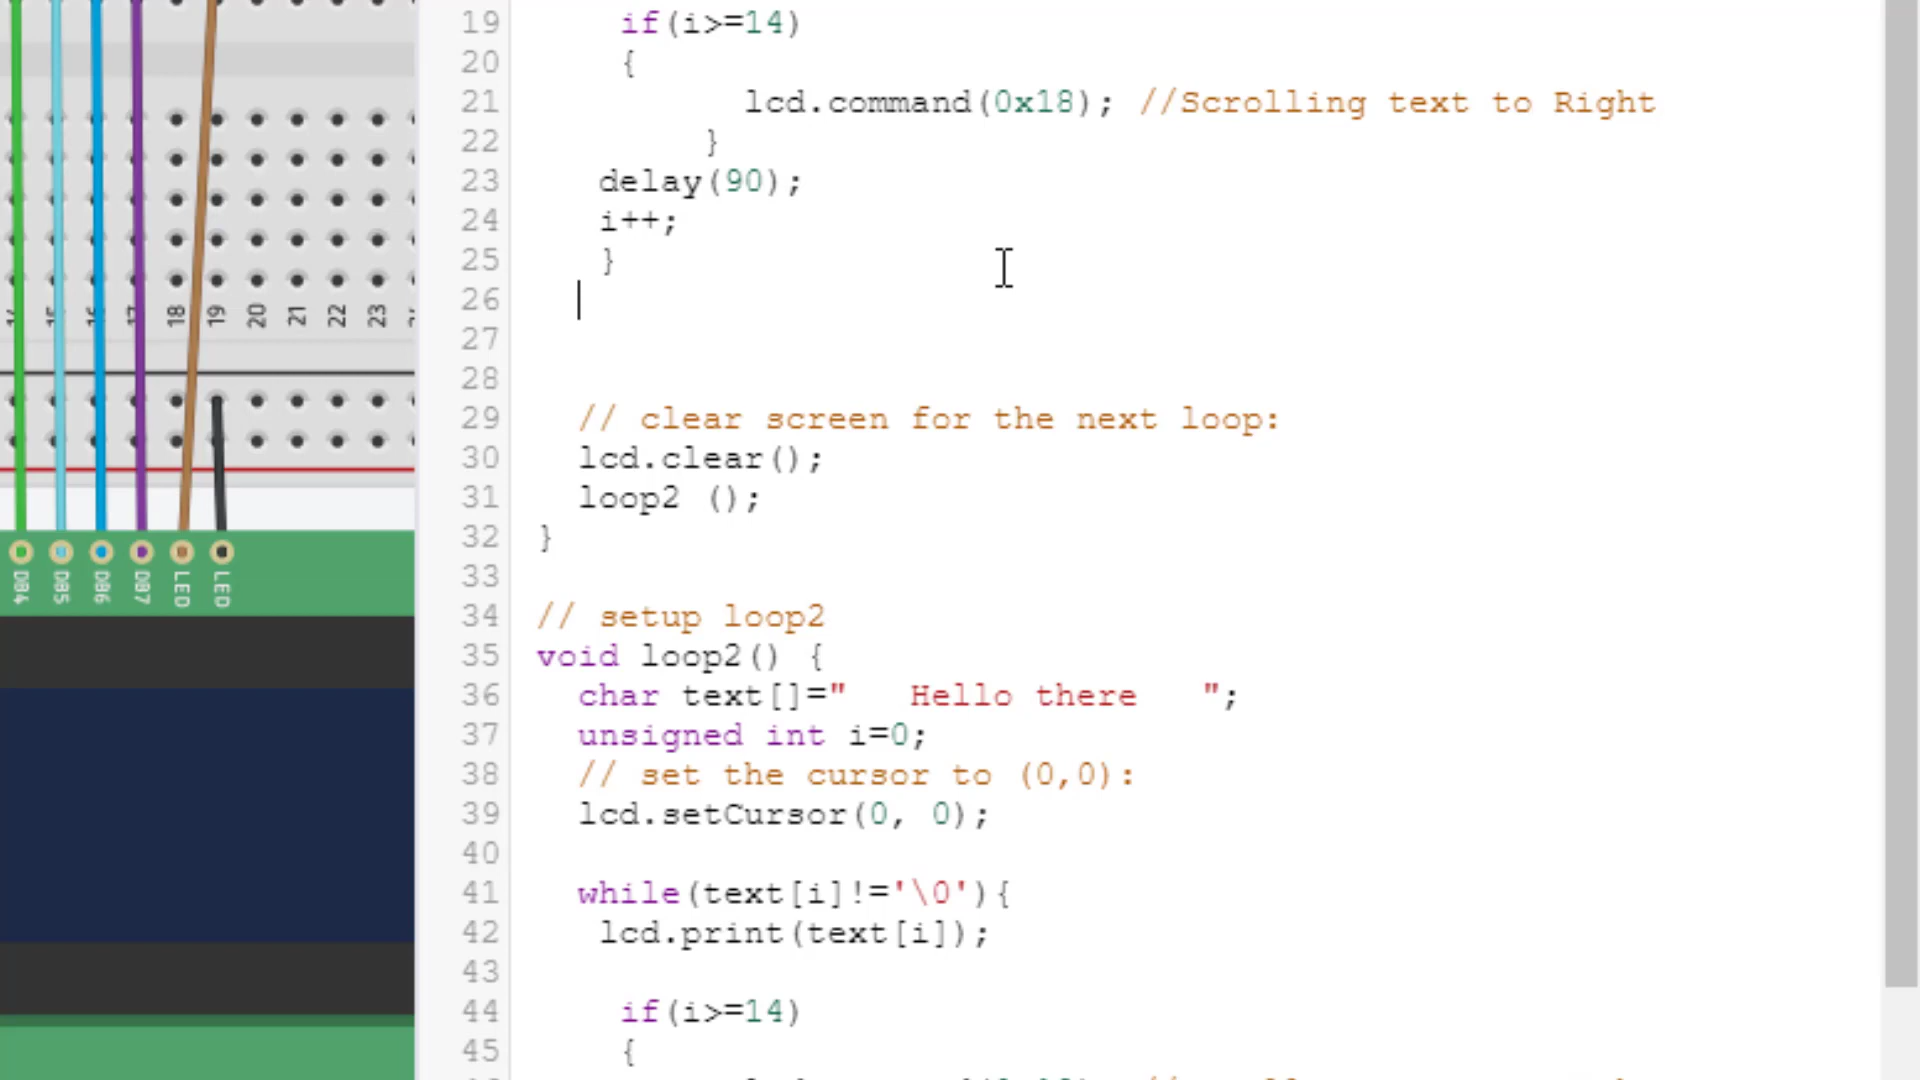 19 if(i>=14)
20 {
21 lcd.command(0x18); //Scrolling text to Right
22 }
23 delay(90);
24 i++;
25 }
26
27
28
29 // clear screen for the next loop:
30 lcd.clear();
31 loop2 ();
32 }
33
34 // setup loop2
35 void loop2() {
36 char text[]="   Hello there   ";
37 unsigned int i=0;
38 // set the cursor to (0,0):
39 lcd.setCursor(0, 0);
40
41 while(text[i]!='\0'){
42 lcd.print(text[i]);
43
44 if(i>=14)
45 {
14 15 16 17 18 19 20 21 22 23
DB4 DB5 DB6 DB7 LED LED